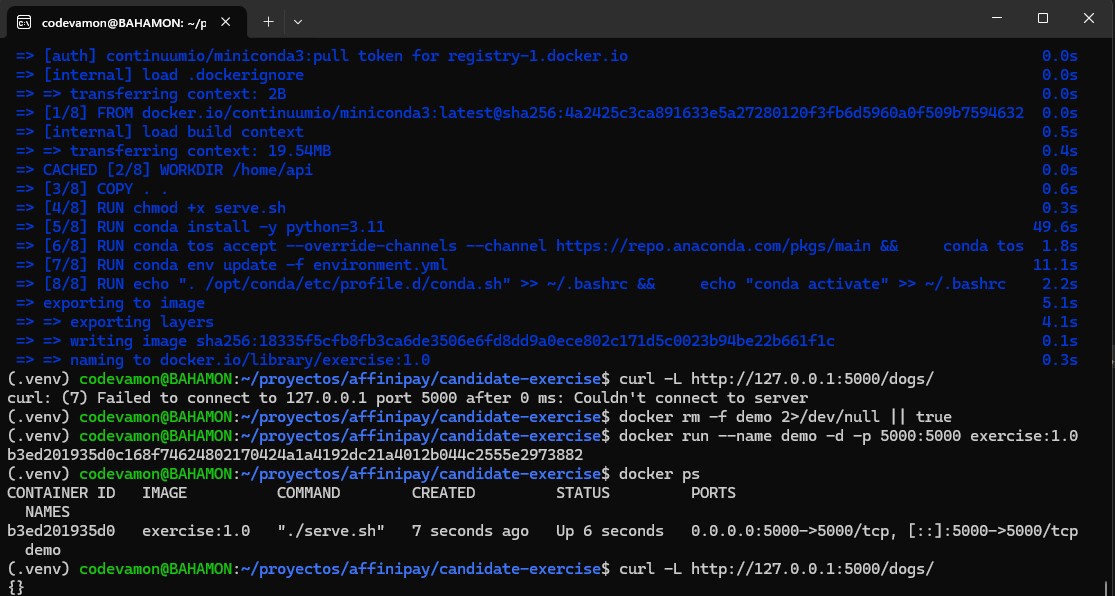 codevamon@BAHAMON: ~/p
=> [auth] continuumio/miniconda3:pull token for registry-1.docker.io 0.0s
=> [internal] load .dockerignore 0.0s
=> => transferring context: 2B 0.0s
=> [1/8] FROM docker.io/continuumio/miniconda3:latest@sha256:4a2425c3ca891633e5a27280120f3fb6d5960a0f509b7594632 0.0s
=> [internal] load build context 0.5s
=> => transferring context: 19.54MB 0.4s
=> CACHED [2/8] WORKDIR /home/api 0.0s
=> [3/8] COPY . . 0.6s
=> [4/8] RUN chmod +x serve.sh 0.3s
=> [5/8] RUN conda install -y python=3.11 49.6s
=> [6/8] RUN conda tos accept --override-channels --channel https://repo.anaconda.com/pkgs/main &&     conda tos 1.8s
=> [7/8] RUN conda env update -f environment.yml 11.1s
=> [8/8] RUN echo ". /opt/conda/etc/profile.d/conda.sh" >> ~/.bashrc &&     echo "conda activate" >> ~/.bashrc 2.2s
=> exporting to image 5.1s
=> => exporting layers 4.1s
=> => writing image sha256:18335f5cfb8fb3ca6de3506e6fd8dd9a0ece802c171d5c0023b94be22b661f1c 0.1s
=> => naming to docker.io/library/exercise:1.0 0.3s
(.venv) codevamon@BAHAMON:~/proyectos/affinipay/candidate-exercise$ curl -L http://127.0.0.1:5000/dogs/
curl: (7) Failed to connect to 127.0.0.1 port 5000 after 0 ms: Couldn't connect to server
(.venv) codevamon@BAHAMON:~/proyectos/affinipay/candidate-exercise$ docker rm -f demo 2>/dev/null || true
(.venv) codevamon@BAHAMON:~/proyectos/affinipay/candidate-exercise$ docker run --name demo -d -p 5000:5000 exercise:1.0
b3ed201935d0c168f74624802170424a1a4192dc21a4012b044c2555e2973882
(.venv) codevamon@BAHAMON:~/proyectos/affinipay/candidate-exercise$ docker ps
CONTAINER ID   IMAGE          COMMAND        CREATED         STATUS         PORTS
NAMES
b3ed201935d0   exercise:1.0   "./serve.sh"   7 seconds ago   Up 6 seconds   0.0.0.0:5000->5000/tcp, [::]:5000->5000/tcp
demo
(.venv) codevamon@BAHAMON:~/proyectos/affinipay/candidate-exercise$ curl -L http://127.0.0.1:5000/dogs/
{}